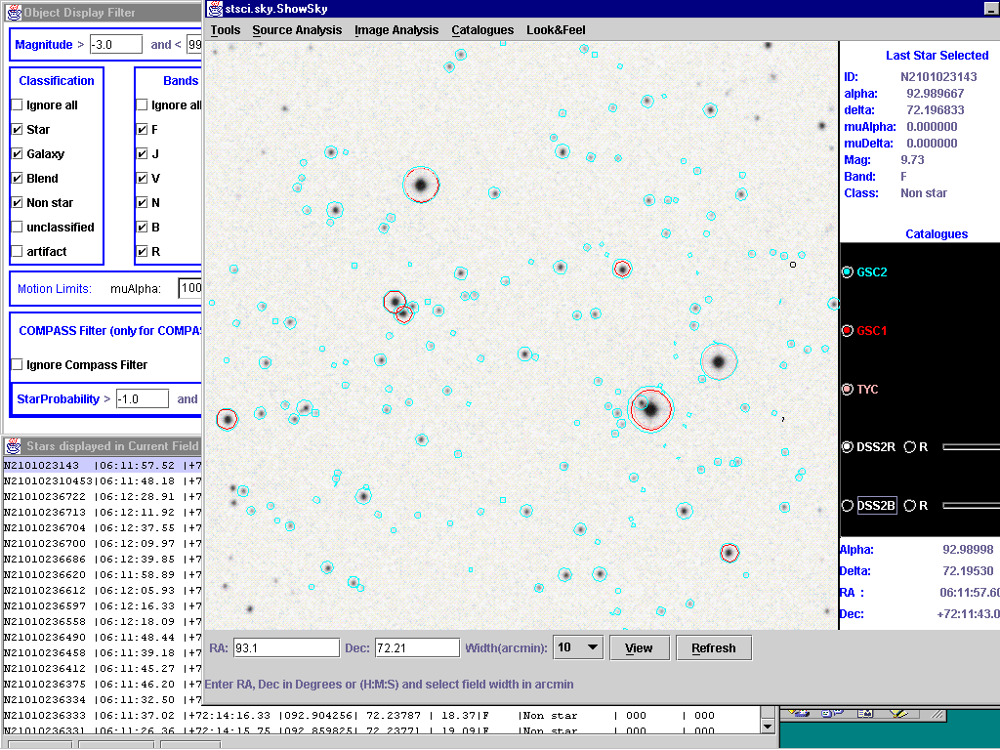 Object Display Filter
Magnitude > -3.0 and < 99
Classification
Ignore all
Star
Galaxy
Blend
Non star
unclassified
artifact
Bands
Ignore all
F
J
V
N
B
R
Motion Limits: muAlpha: 100
COMPASS Filter (only for COMPA
Ignore Compass Filter
StarProbability > -1.0 and
Stars displayed in Current Field
N2101023143 |06:11:57.52 |+7
N21010231045|06:11:48.18 |+7
N21010236722 |06:12:28.91 |+7
N21010236713 |06:12:11.92 |+7
N21010236704 |06:12:37.55 |+7
N21010236700 |06:12:09.97 |+7
N21010236686 |06:12:39.85 |+7
N21010236620 |06:11:58.89 |+7
N21010236612 |06:12:05.93 |+7
N21010236597 |06:12:16.33 |+7
N21010236558 |06:12:18.09 |+7
N21010236490 |06:11:48.44 |+7
N21010236458 |06:11:39.18 |+7
N21010236412 |06:11:45.27 |+7
N21010236375 |06:11:46.20 |+7
N21010236334 |06:11:32.50 |+7
N21010236333 |06:11:37.02 |+72:14:16.33 |092.904256| 72.23787 | 18.37|F |Non star | 000 | 000
N21010236331 |06:11:26.36 |+72:14:15.75 |092.859825| 72.23771 | 19.09|F |Non star | 000 | 000
stsci.sky.ShowSky
Tools Source Analysis Image Analysis Catalogues Look&Feel
Last Star Selected
ID: N2101023143
alpha: 92.989667
delta: 72.196833
muAlpha: 0.000000
muDelta: 0.000000
Mag: 9.73
Band: F
Class: Non star
Catalogues
GSC2
GSC1
TYC
DSS2R R
DSS2B R
Alpha: 92.98998
Delta: 72.19530
RA : 06:11:57.60
Dec: +72:11:43.0
RA: 93.1 Dec: 72.21 Width(arcmin): 10 View Refresh
Enter RA, Dec in Degrees or (H:M:S) and select field width in arcmin